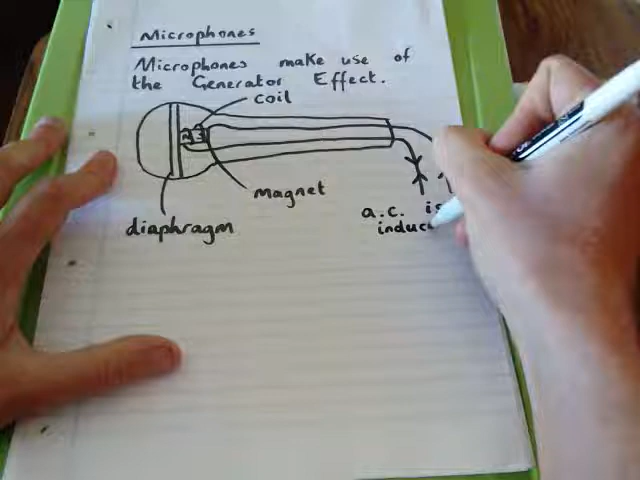 Microphones
Microphones make use of
the Generator Effect.
coil
magnet
diaphragm
a.c. is
induc